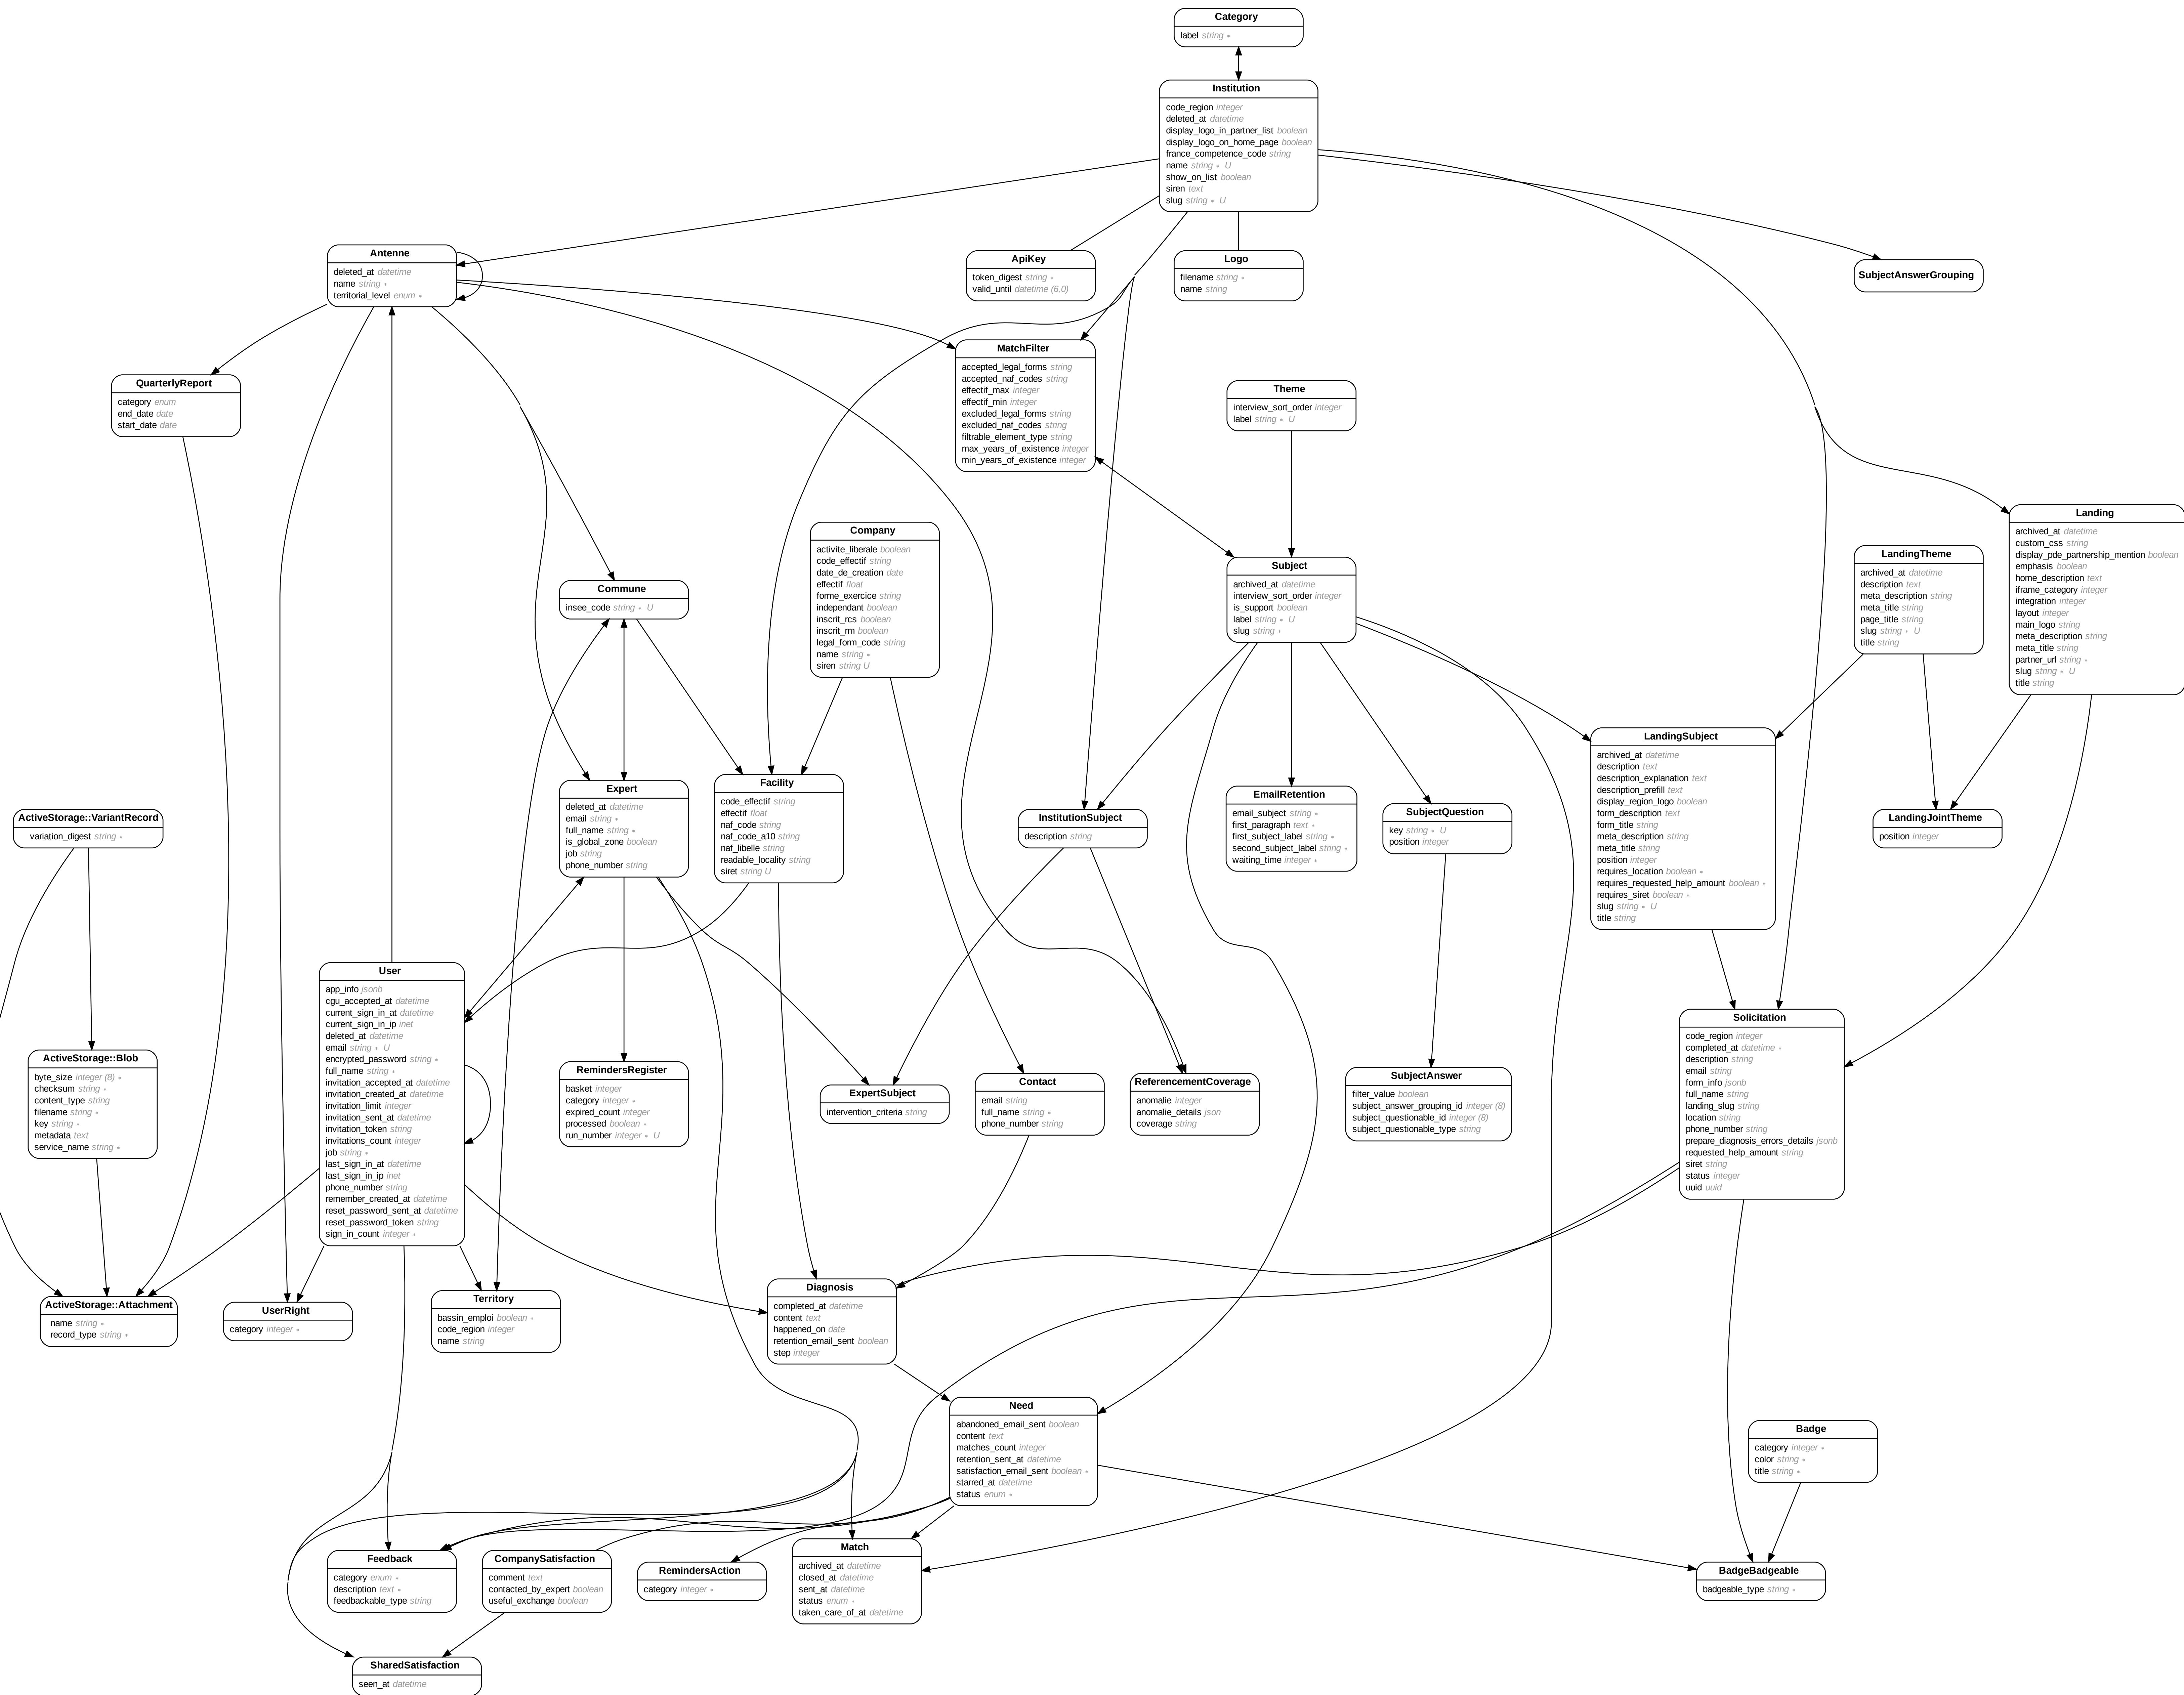 Category
label string ∗
Institution
code_region integer
deleted_at datetime
display_logo_in_partner_list boolean
display_logo_on_home_page boolean
france_competence_code string
name string ∗ U
show_on_list boolean
siren text
slug string ∗ U
Antenne
deleted_at datetime
name string ∗
territorial_level enum ∗
ApiKey
token_digest string ∗
valid_until datetime (6,0)
Logo
filename string ∗
name string
SubjectAnswerGrouping
MatchFilter
accepted_legal_forms string
accepted_naf_codes string
effectif_max integer
effectif_min integer
excluded_legal_forms string
excluded_naf_codes string
filtrable_element_type string
max_years_of_existence integer
min_years_of_existence integer
QuarterlyReport
category enum
end_date date
start_date date
Theme
interview_sort_order integer
label string ∗ U
Landing
archived_at datetime
custom_css string
display_pde_partnership_mention boolean
emphasis boolean
home_description text
iframe_category integer
integration integer
layout integer
main_logo string
meta_description string
meta_title string
partner_url string ∗
slug string ∗ U
title string
Company
activite_liberale boolean
code_effectif string
date_de_creation date
effectif float
forme_exercice string
independant boolean
inscrit_rcs boolean
inscrit_rm boolean
legal_form_code string
name string ∗
siren string U
LandingTheme
archived_at datetime
description text
meta_description string
meta_title string
page_title string
slug string ∗ U
title string
Subject
archived_at datetime
interview_sort_order integer
is_support boolean
label string ∗ U
slug string ∗
Commune
insee_code string ∗ U
LandingSubject
archived_at datetime
description text
description_explanation text
description_prefill text
display_region_logo boolean
form_description text
form_title string
meta_description string
meta_title string
position integer
requires_location boolean ∗
requires_requested_help_amount boolean ∗
requires_siret boolean ∗
slug string ∗ U
title string
Facility
code_effectif string
effectif float
naf_code string
naf_code_a10 string
naf_libelle string
readable_locality string
siret string U
Expert
deleted_at datetime
email string ∗
full_name string ∗
is_global_zone boolean
job string
phone_number string
EmailRetention
email_subject string ∗
first_paragraph text ∗
first_subject_label string ∗
second_subject_label string ∗
waiting_time integer ∗
SubjectQuestion
key string ∗ U
position integer
InstitutionSubject
description string
LandingJointTheme
position integer
ActiveStorage::VariantRecord
variation_digest string ∗
User
app_info jsonb
cgu_accepted_at datetime
current_sign_in_at datetime
current_sign_in_ip inet
deleted_at datetime
email string ∗ U
encrypted_password string ∗
full_name string ∗
invitation_accepted_at datetime
invitation_created_at datetime
invitation_limit integer
invitation_sent_at datetime
invitation_token string
invitations_count integer
job string ∗
last_sign_in_at datetime
last_sign_in_ip inet
phone_number string
remember_created_at datetime
reset_password_sent_at datetime
reset_password_token string
sign_in_count integer ∗
Solicitation
code_region integer
completed_at datetime ∗
description string
email string
form_info jsonb
full_name string
landing_slug string
location string
phone_number string
prepare_diagnosis_errors_details jsonb
requested_help_amount string
siret string
status integer
uuid uuid
ActiveStorage::Blob
byte_size integer (8) ∗
checksum string ∗
content_type string
filename string ∗
key string ∗
metadata text
service_name string ∗
RemindersRegister
basket integer
category integer ∗
expired_count integer
processed boolean ∗
run_number integer ∗ U
SubjectAnswer
filter_value boolean
subject_answer_grouping_id integer (8)
subject_questionable_id integer (8)
subject_questionable_type string
Contact
email string
full_name string ∗
phone_number string
ReferencementCoverage
anomalie integer
anomalie_details json
coverage string
ExpertSubject
intervention_criteria string
Diagnosis
completed_at datetime
content text
happened_on date
retention_email_sent boolean
step integer
Territory
bassin_emploi boolean ∗
code_region integer
name string
ActiveStorage::Attachment
name string ∗
record_type string ∗
UserRight
category integer ∗
Need
abandoned_email_sent boolean
content text
matches_count integer
retention_sent_at datetime
satisfaction_email_sent boolean ∗
starred_at datetime
status enum ∗
Badge
category integer ∗
color string ∗
title string ∗
Match
archived_at datetime
closed_at datetime
sent_at datetime
status enum ∗
taken_care_of_at datetime
Feedback
category enum ∗
description text ∗
feedbackable_type string
CompanySatisfaction
comment text
contacted_by_expert boolean
useful_exchange boolean
RemindersAction
category integer ∗
BadgeBadgeable
badgeable_type string ∗
SharedSatisfaction
seen_at datetime